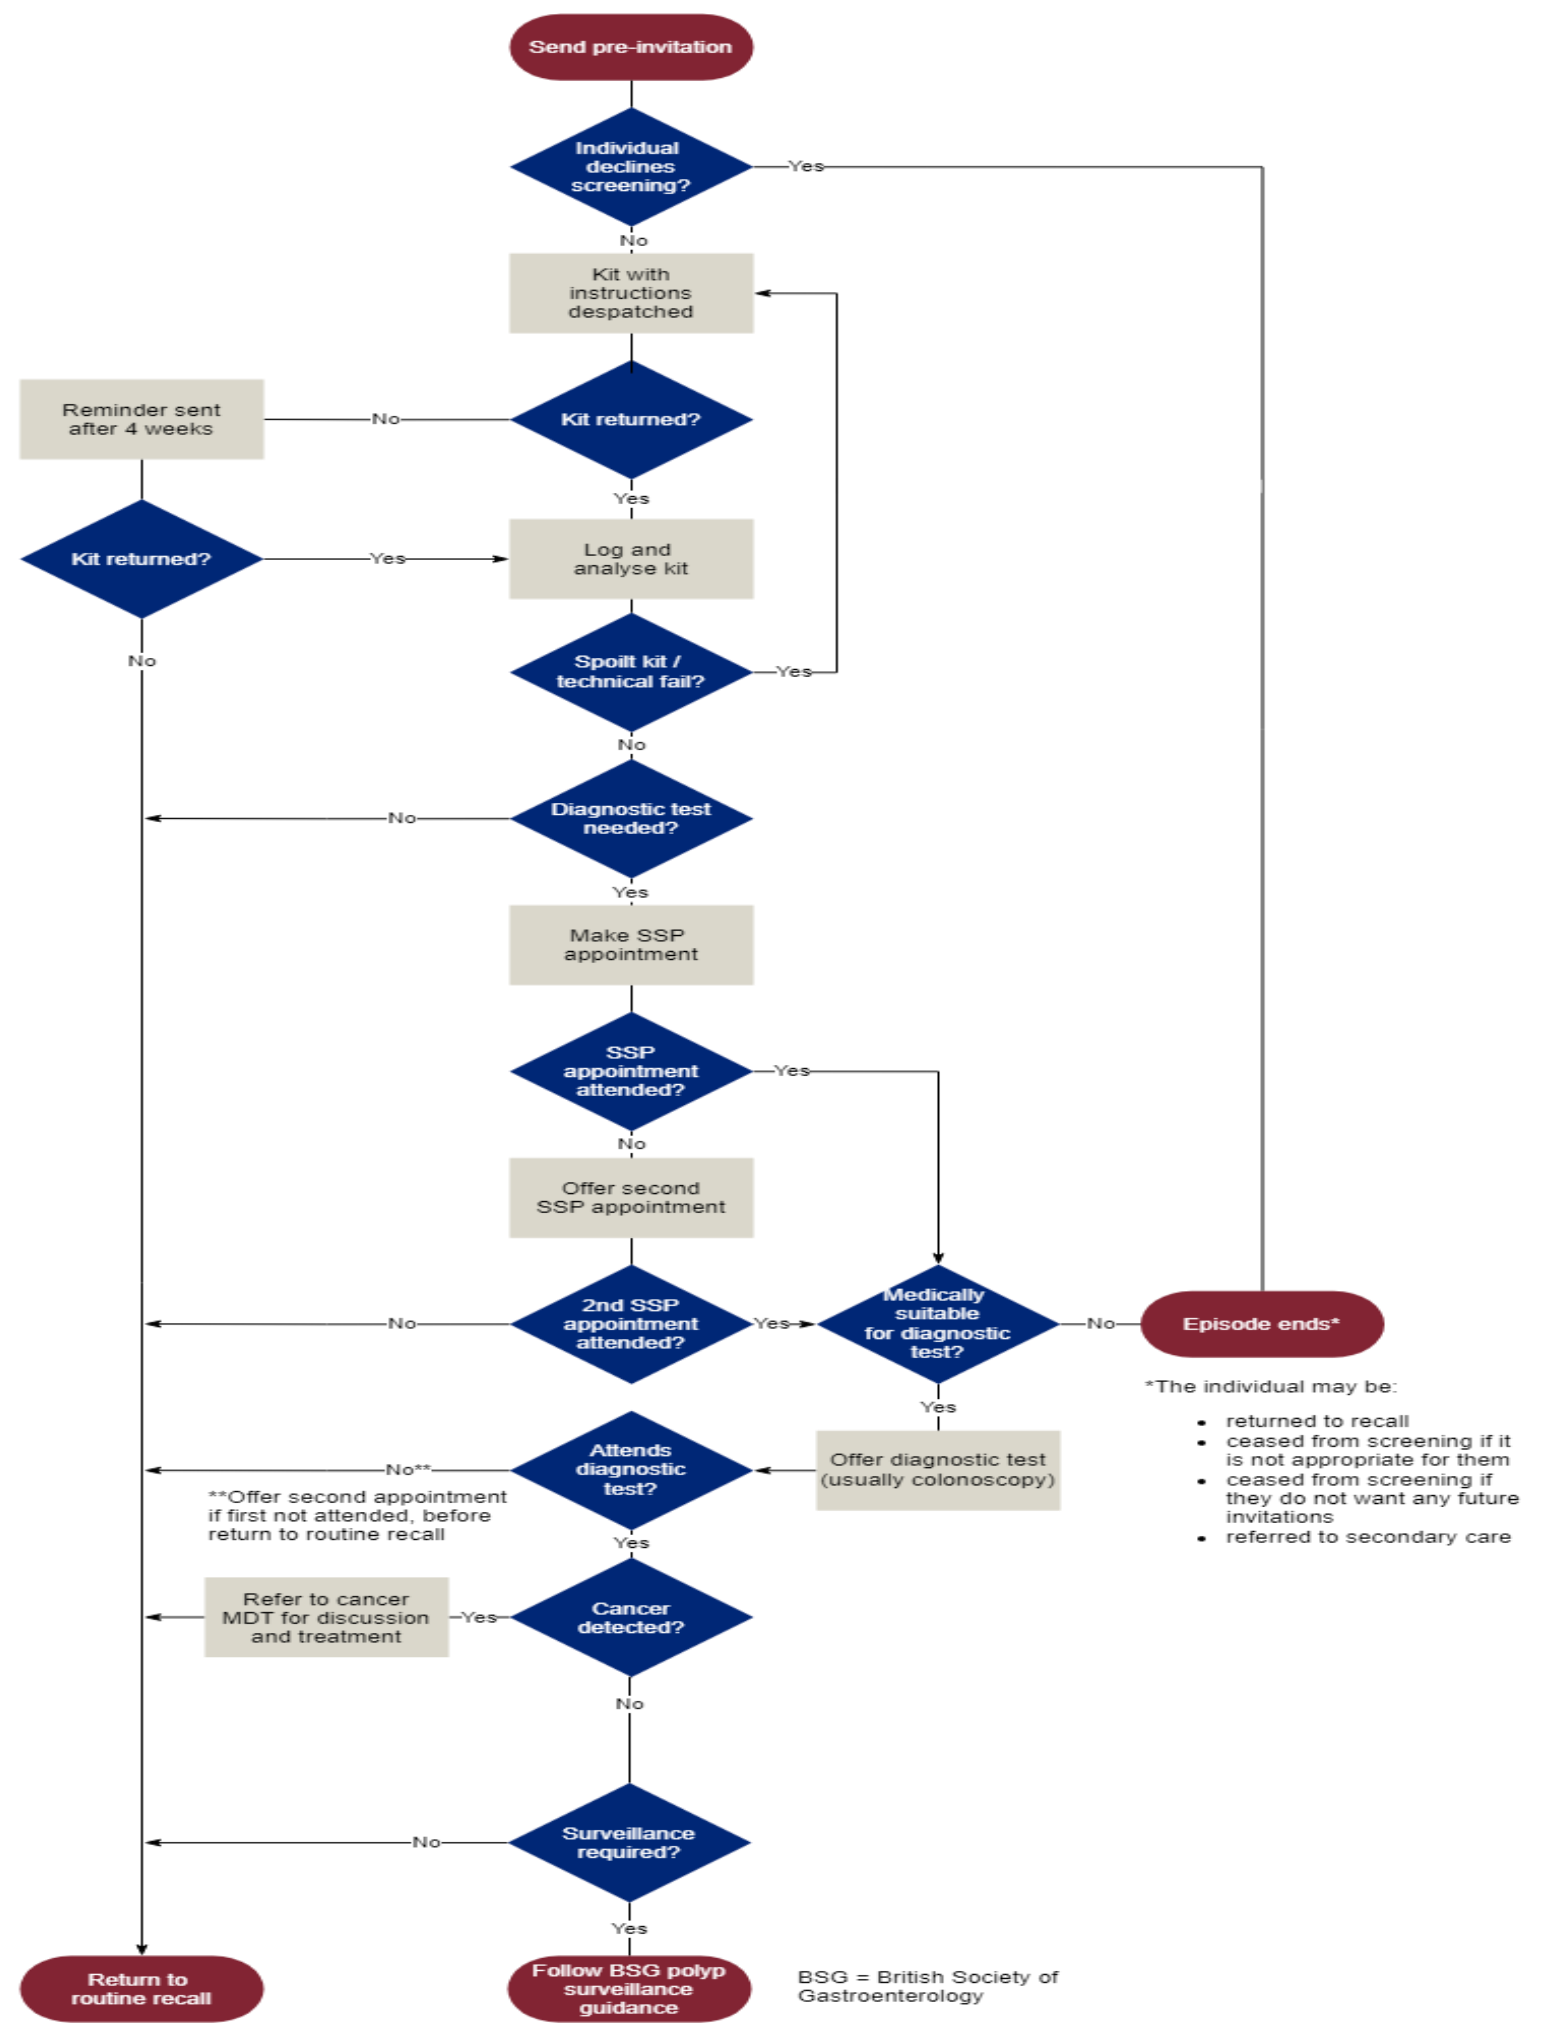 Send pre-invitation
Individual
declines
screening?
Yes
No
Kit with
instructions
despatched
Kit returned?
No
Reminder sent
after 4 weeks
Yes
Kit returned?
Yes
Log and
analyse kit
No
Spoilt kit /
technical fail?
Yes
No
Diagnostic test
needed?
No
Yes
Make SSP
appointment
SSP
appointment
attended?
Yes
No
Offer second
SSP appointment
2nd SSP
appointment
attended?
No
Yes
Medically
suitable
for diagnostic
test?
No
Episode ends*
*The individual may be:
• returned to recall
• ceased from screening if it
is not appropriate for them
• ceased from screening if
they do not want any future
invitations
• referred to secondary care
Yes
Offer diagnostic test
(usually colonoscopy)
Attends
diagnostic
test?
No**
**Offer second appointment
if first not attended, before
return to routine recall
Yes
Cancer
detected?
Yes
Refer to cancer
MDT for discussion
and treatment
No
Surveillance
required?
No
Yes
Return to
routine recall
Follow BSG polyp
surveillance
guidance
BSG = British Society of
Gastroenterology